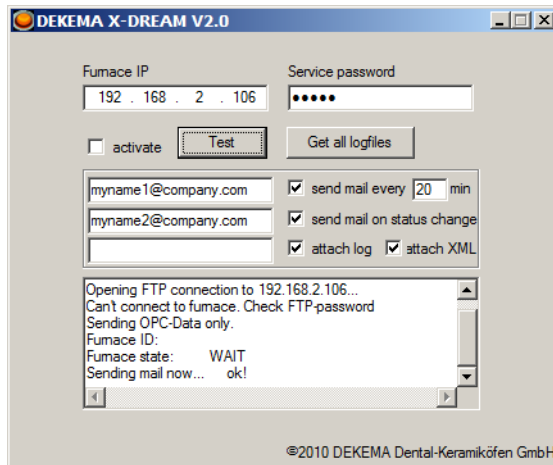 DEKEMA X-DREAM V2.0
Furnace IP Service password
192 . 168 . 2 . 106 •••••
activate Test Get all logfiles
myname1@company.com send mail every 20 min
myname2@company.com send mail on status change
attach log attach XML
Opening FTP connection to 192.168.2.106...
Can't connect to furnace. Check FTP-password
Sending OPC-Data only.
Furnace ID:
Furnace state: WAIT
Sending mail now... ok!
©2010 DEKEMA Dental-Keramiköfen GmbH